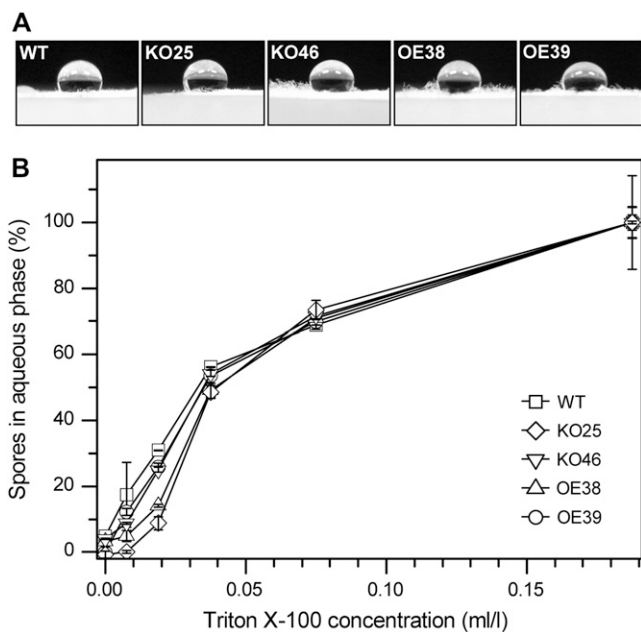 A
WT
KO25
KO46
OE38
OE39
B
Spores in aqueous phase (%)
100
80
60
40
20
0
WT
KO25
KO46
OE38
OE39
0.00
0.05
0.10
0.15
Triton X-100 concentration (ml/l)